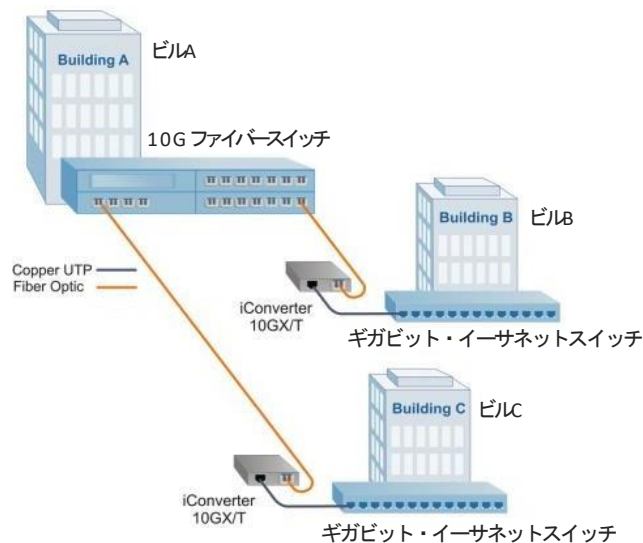 Building A
ビルA
10G ファイバースイッチ
Building B
ビルB
Copper UTP
Fiber Optic
iConverter
10GX/T
ギガビット・イーサネットスイッチ
Building C
ビルC
iConverter
10GX/T
ギガビット・イーサネットスイッチ